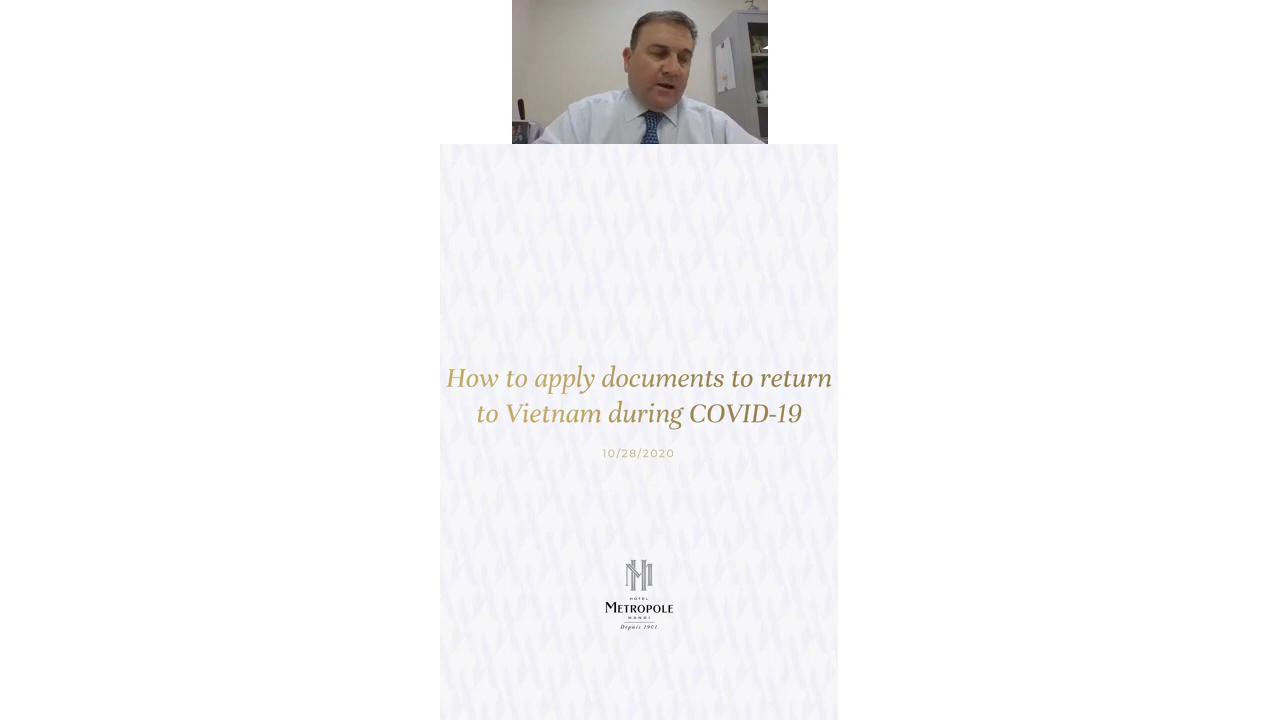 How to apply documents to return
to Vietnam during COVID-19
10/28/2020
HOTEL
METROPOLE
HANOI
Depuis 1901